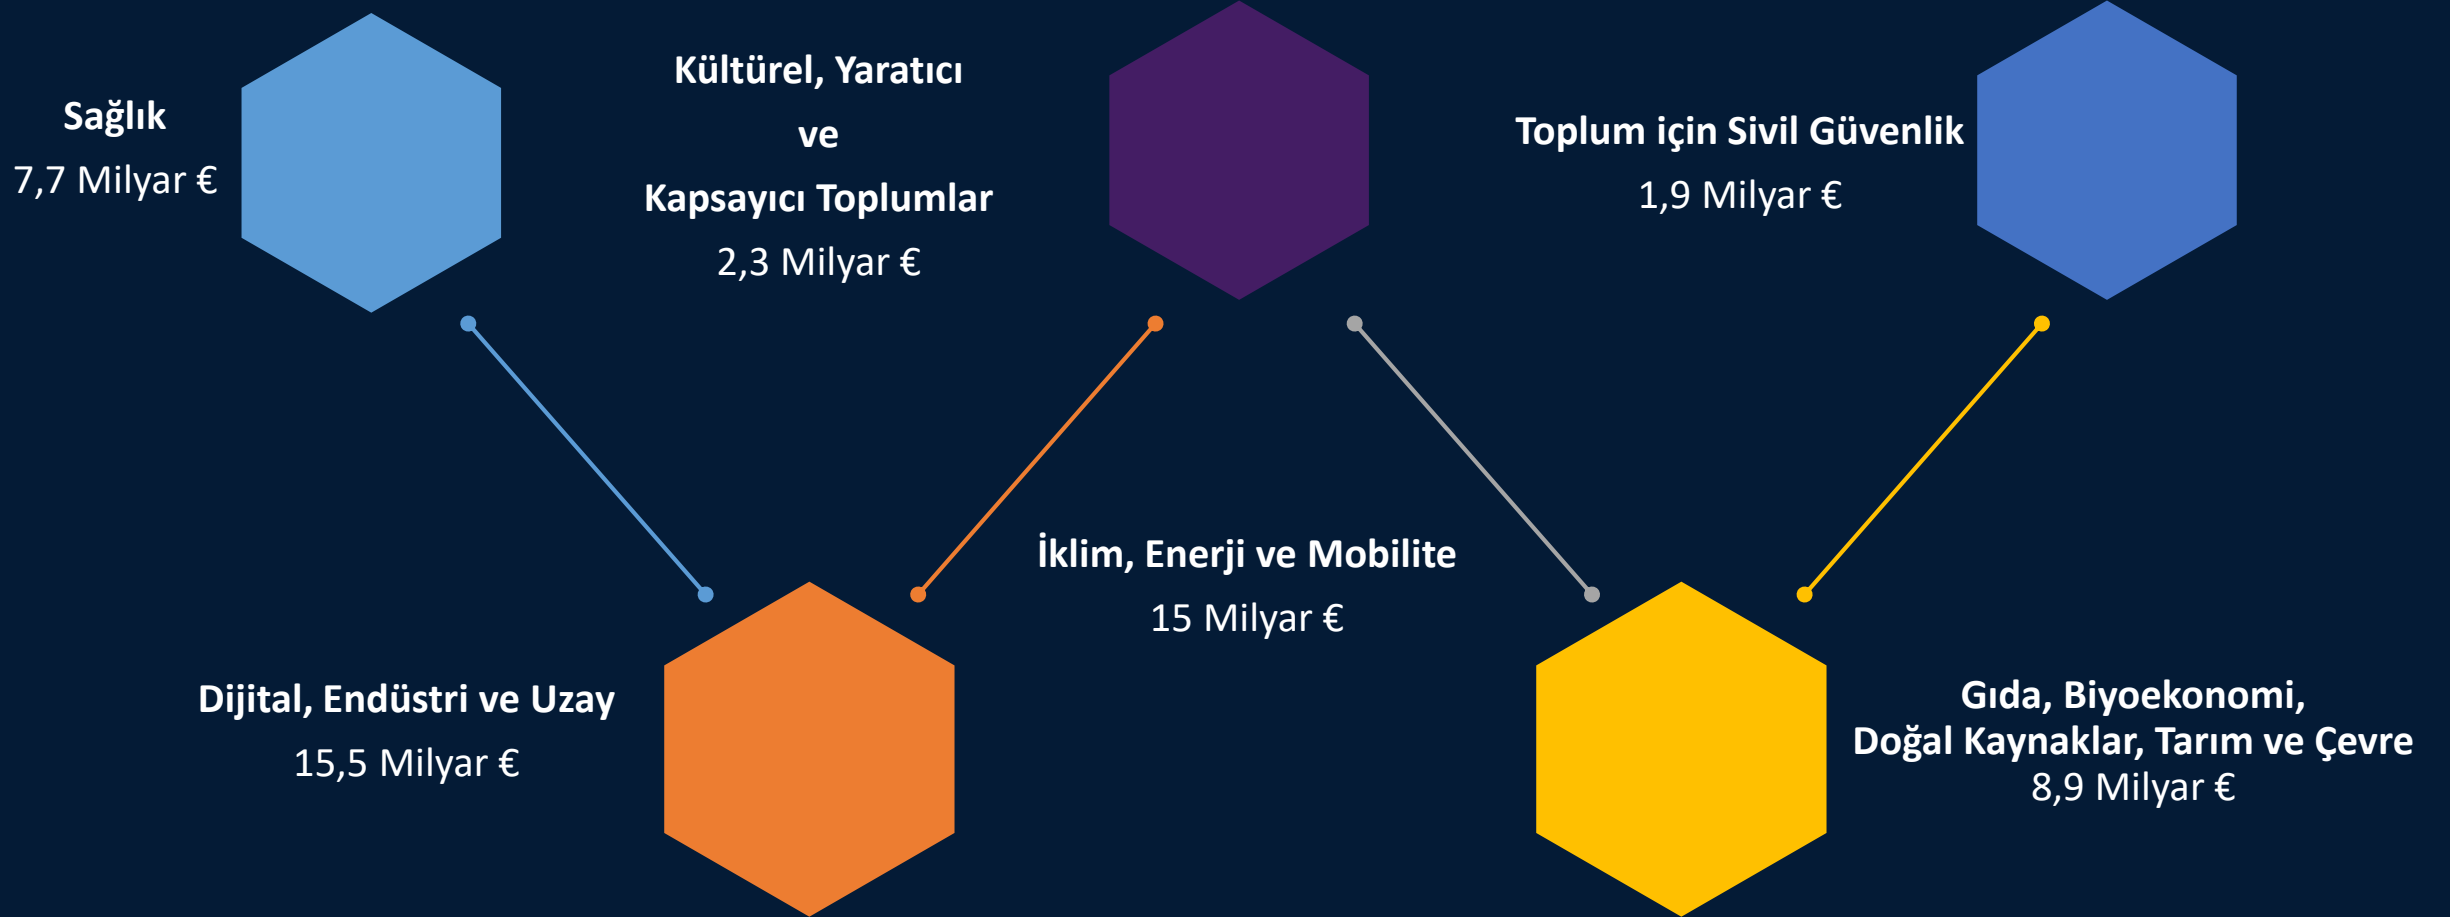 Sağlık
7,7 Milyar €
Kültürel, Yaratıcı
ve
Kapsayıcı Toplumlar
2,3 Milyar €
Toplum için Sivil Güvenlik
1,9 Milyar €
Dijital, Endüstri ve Uzay
15,5 Milyar €
İklim, Enerji ve Mobilite
15 Milyar €
Gıda, Biyoekonomi,
Doğal Kaynaklar, Tarım ve Çevre
8,9 Milyar €